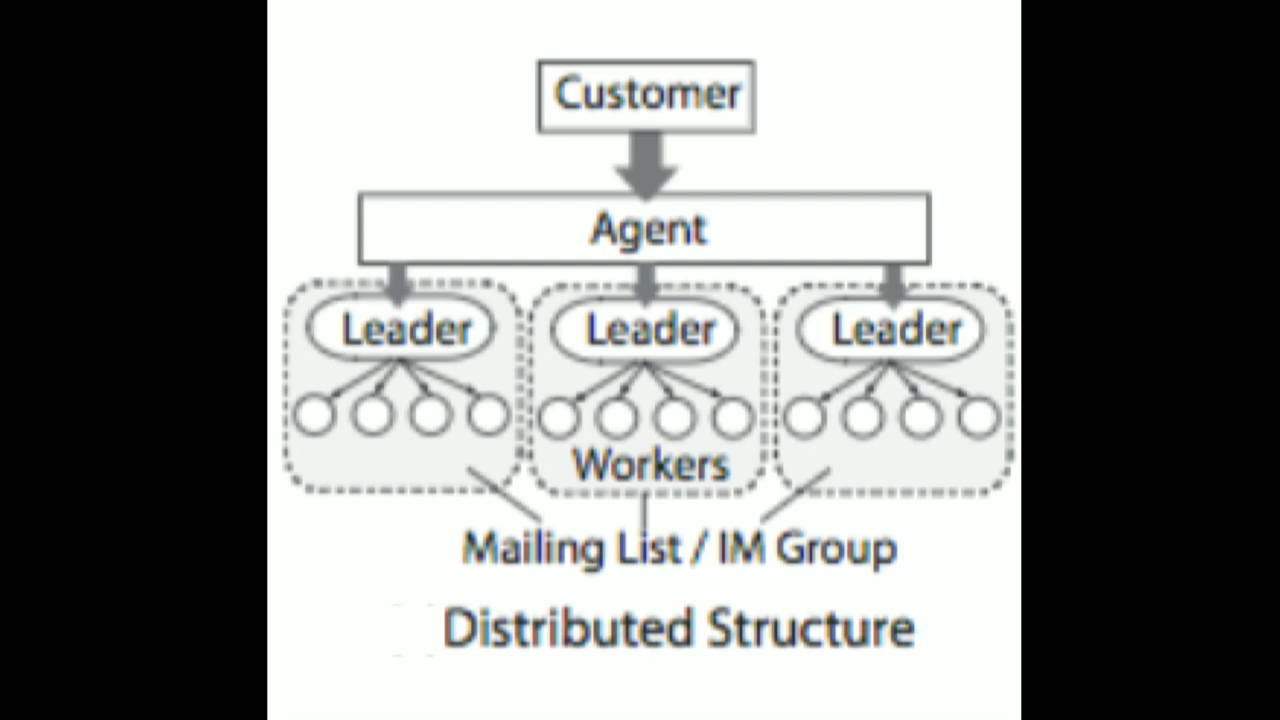 Customer
Agent
Leader Leader Leader
Workers
Mailing List / IM Group
Distributed Structure